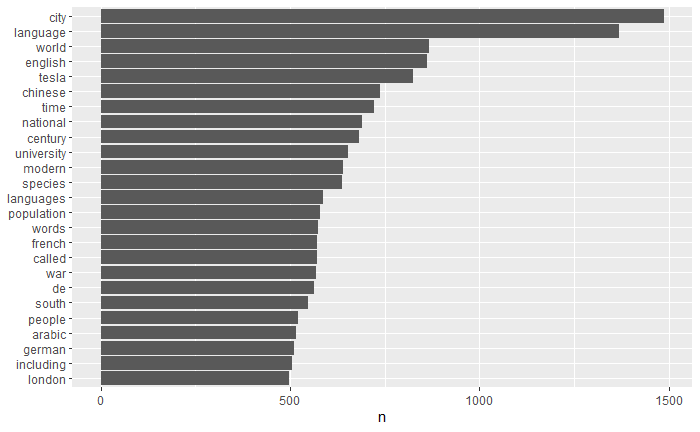 city
language
world
english
tesla
chinese
time
national
century
university
modern
species
languages
population
words
french
called
war
de
south
people
arabic
german
including
london
0 500 1000 1500
n